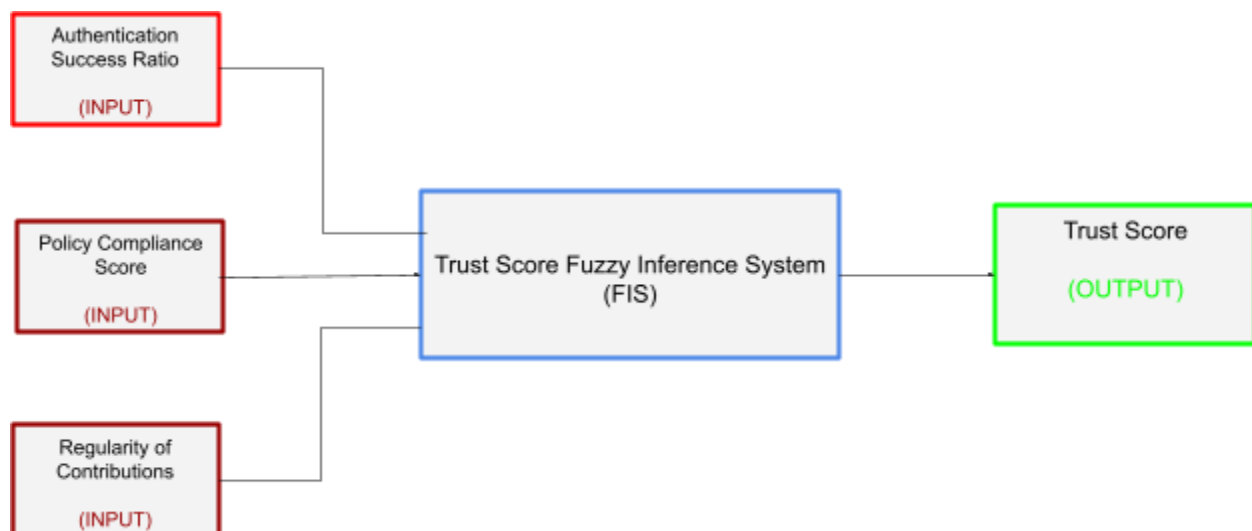 Authentication
Success Ratio
(INPUT)
Policy Compliance
Score
(INPUT)
Regularity of
Contributions
(INPUT)
Trust Score Fuzzy Inference System
(FIS)
Trust Score
(OUTPUT)